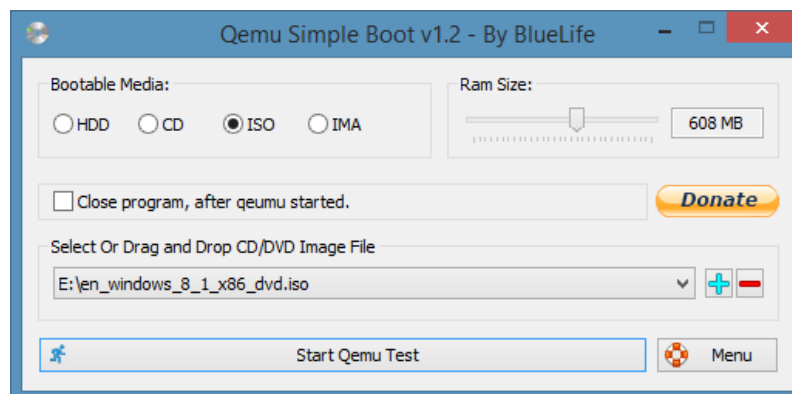 Qemu Simple Boot v1.2 - By BlueLife
Bootable Media:
HDD CD ISO IMA
Ram Size:
608 MB
Close program, after qeumu started.
Donate
Select Or Drag and Drop CD/DVD Image File
E:\en_windows_8_1_x86_dvd.iso
Start Qemu Test
Menu